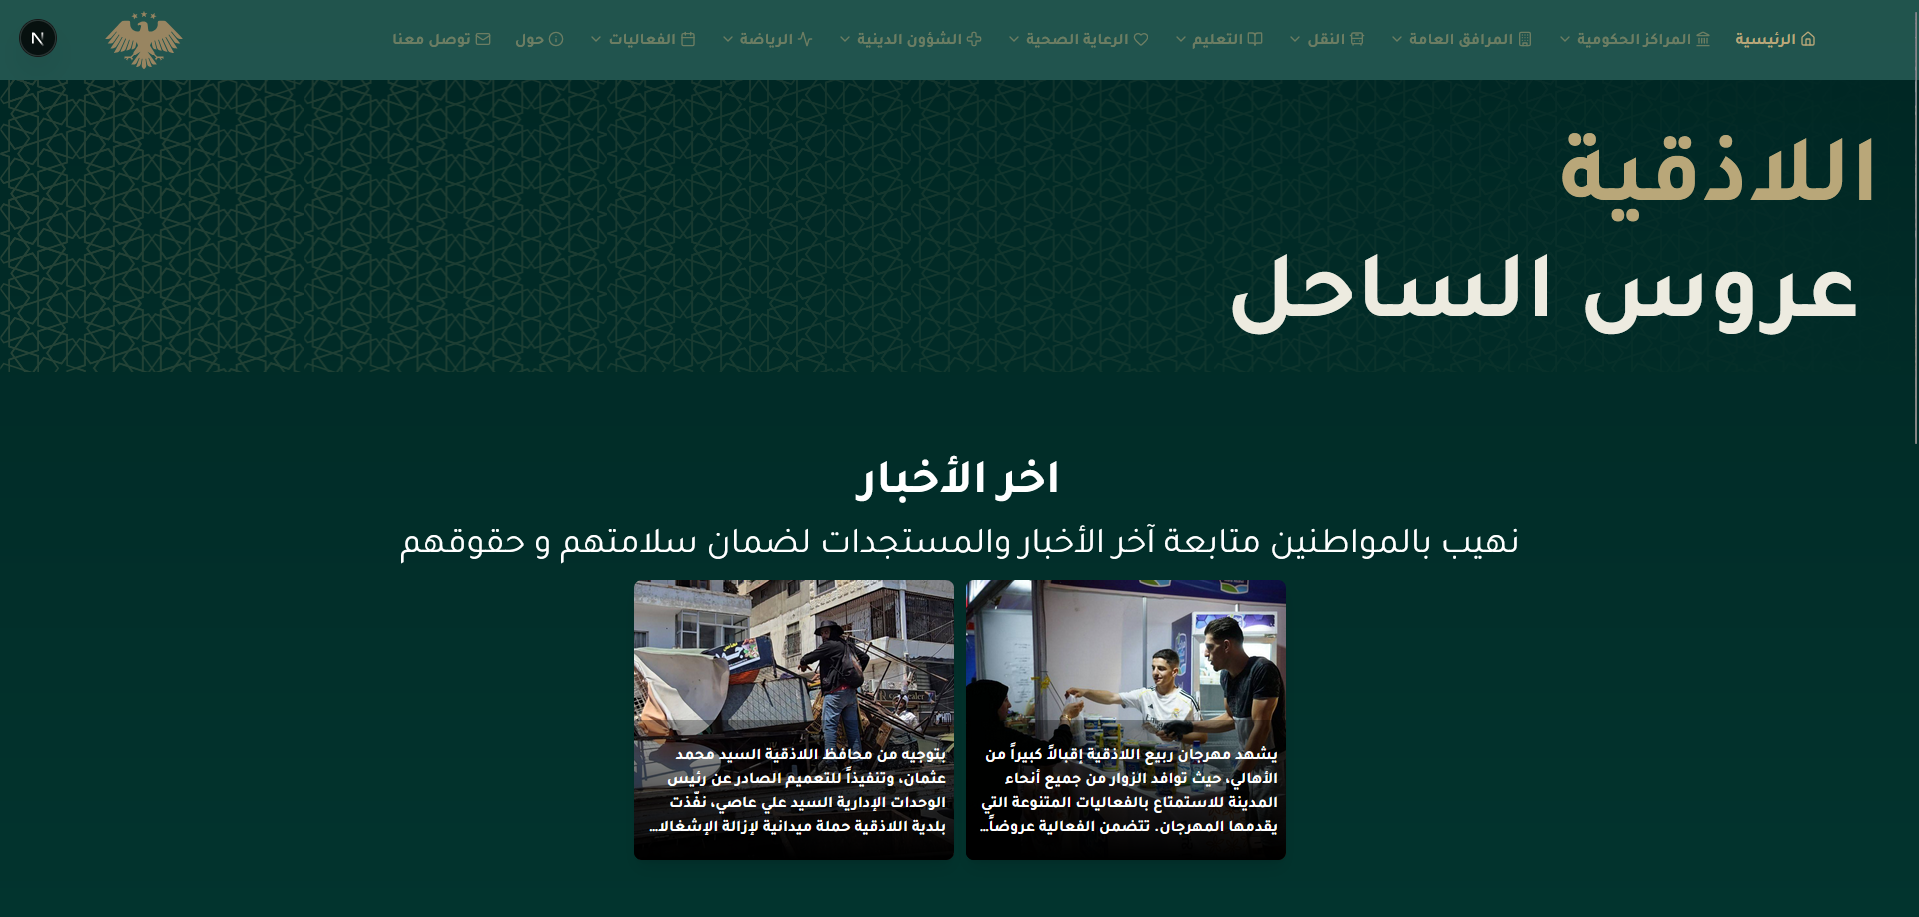 الرئيسية
المراكز الحكومية
المرافق العامة
النقل
التعليم
الرعاية الصحية
الشؤون الدينية
الرياضة
الفعاليات
حول
توصل معنا
N
اللاذقية
عروس الساحل
اخر الأخبار
نهيب بالمواطنين متابعة آخر الأخبار والمستجدات لضمان سلامتهم و حقوقهم
يشهد مهرجان ربيع اللاذقية إقبالاً كبيراً من
الأهالي، حيث توافد الزوار من جميع أنحاء
المدينة للاستمتاع بالفعاليات المتنوعة التي
يقدمها المهرجان. تتضمن الفعالية عروضاً...
بتوجيه من محافظ اللاذقية السيد محمد
عثمان، وتنفيذاً للتعميم الصادر عن رئيس
الوحدات الإدارية السيد علي عاصي، نفّذت
بلدية اللاذقية حملة ميدانية لإزالة الإشغالا...